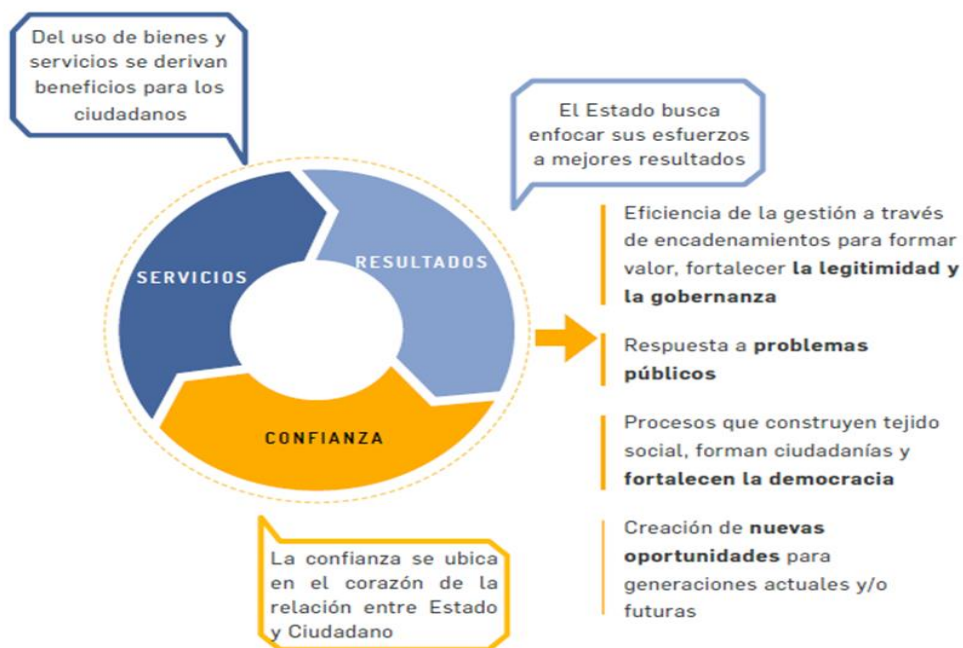 Del uso de bienes y
servicios se derivan
beneficios para los
ciudadanos
El Estado busca
enfocar sus esfuerzos
a mejores resultados
SERVICIOS
RESULTADOS
CONFIANZA
La confianza se ubica
en el corazón de la
relación entre Estado
y Ciudadano
Eficiencia de la gestión a través
de encadenamientos para formar
valor, fortalecer la legitimidad y
la gobernanza
Respuesta a problemas
públicos
Procesos que construyen tejido
social, forman ciudadanías y
fortalecen la democracia
Creación de nuevas
oportunidades para
generaciones actuales y/o
futuras